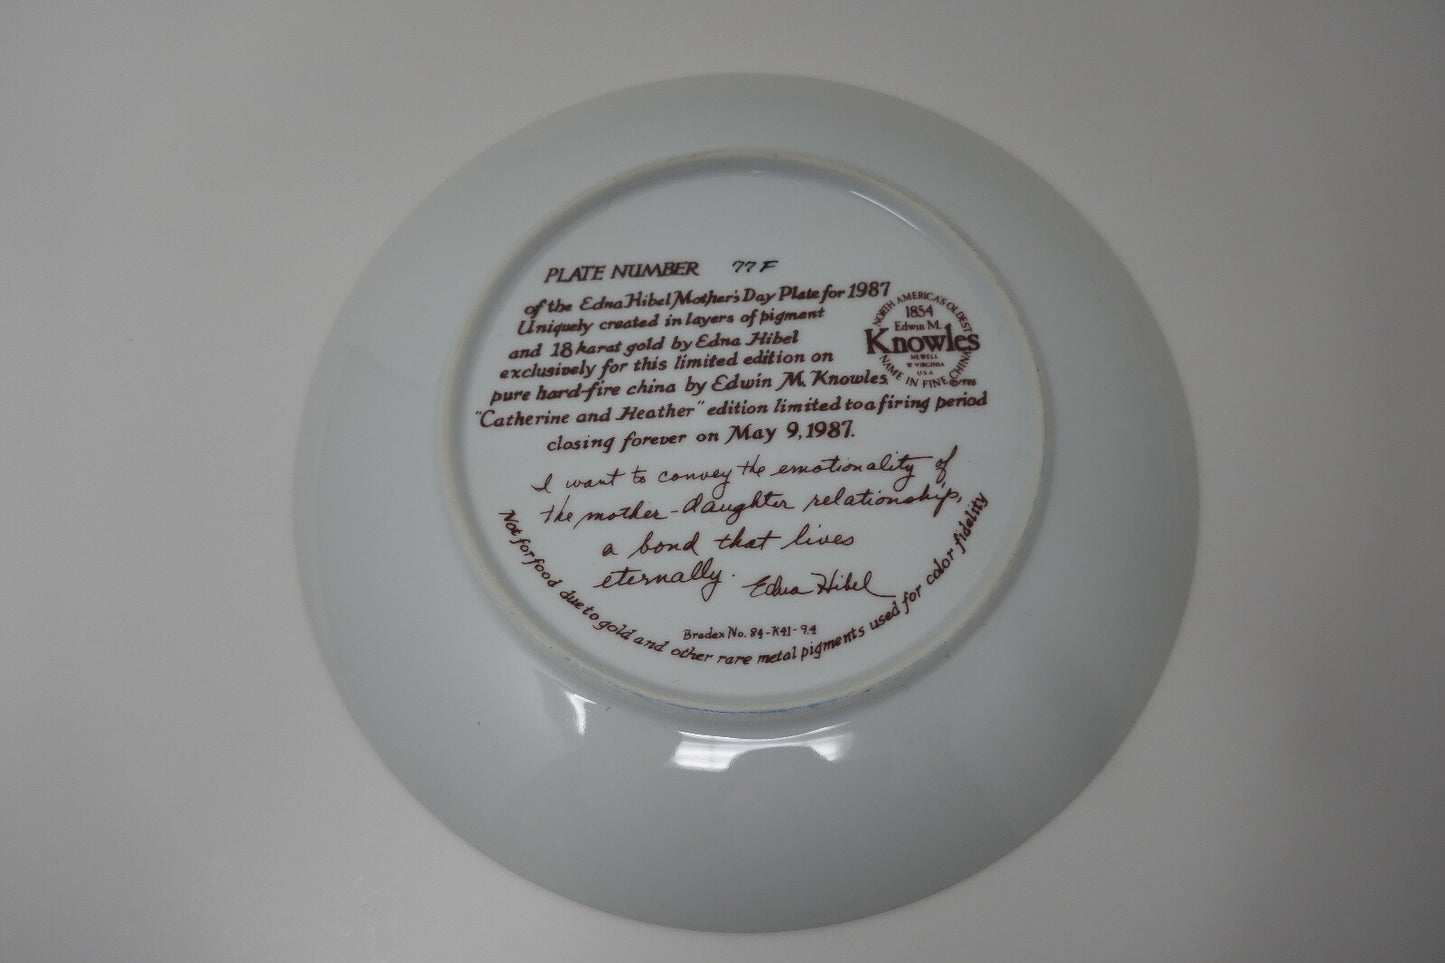 PLATE NUMBER 77F
of the Edna Hibel Mother's Day Plate for 1987
Uniquely created in layers of pigment
and 18 karat gold by Edna Hibel
exclusively for this limited edition on
pure hard-fire china by Edwin M. Knowles
"Catherine and Heather" edition limited to a firing period
closing forever on May 9, 1987.
NORTH AMERICA'S OLDEST
1854
Edwin M.
Knowles
NEWELL
W VIRGINIA
USA
NAME IN FINE CHINA
I want to convey the emotionality of
the mother-daughter relationship,
a bond that lives
eternally. Edna Hibel
Bradex No. 84-K41-9.4
Not for food due to gold and other rare metal pigments used for color fidelity